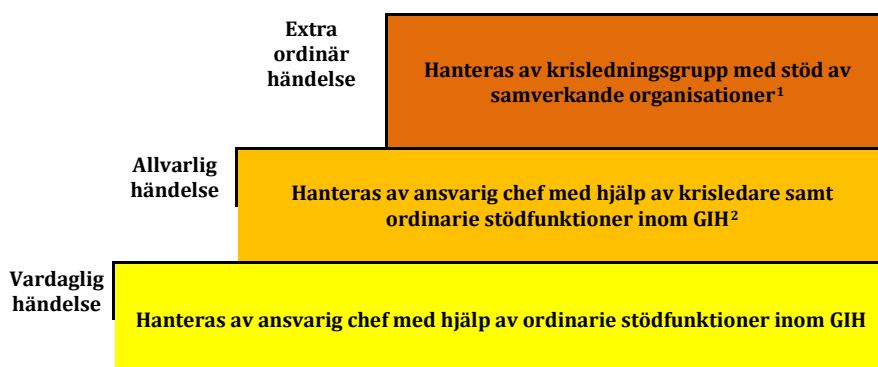 Extra
ordinär
händelse
Hanteras av krisledningsgrupp med stöd av
samverkande organisationer¹
Allvarlig
händelse
Hanteras av ansvarig chef med hjälp av krisledare samt
ordinarie stödfunktioner inom GIH²
Vardaglig
händelse
Hanteras av ansvarig chef med hjälp av ordinarie stödfunktioner inom GIH